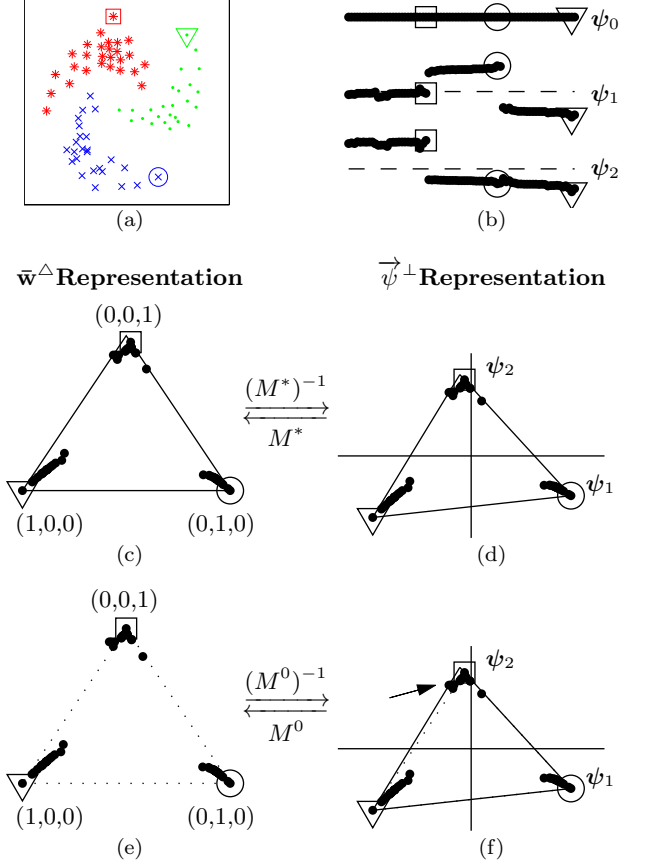 ψ₀
ψ₁
ψ₂
(a)
(b)
w̄△Representation
ψ⃗⊥Representation
(0,0,1)
ψ₂
(M*)⁻¹
M*
ψ₁
(1,0,0)
(0,1,0)
(c)
(d)
(0,0,1)
ψ₂
(M⁰)⁻¹
M⁰
ψ₁
(1,0,0)
(0,1,0)
(e)
(f)